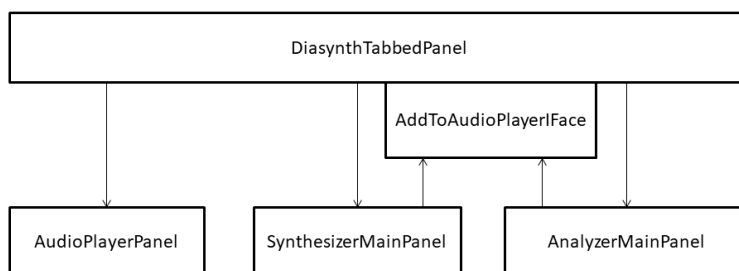 DiasynthTabbedPanel
AddToAudioPlayerIFace
AudioPlayerPanel
SynthesizerMainPanel
AnalyzerMainPanel